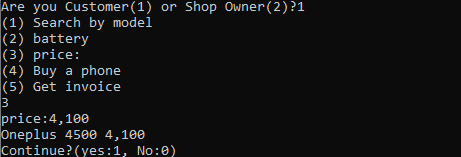 Are you Customer(1) or Shop Owner(2)?1
(1) Search by model
(2) battery
(3) price:
(4) Buy a phone
(5) Get invoice
3
price:4,100
Oneplus 4500 4,100
Continue?(yes:1, No:0)